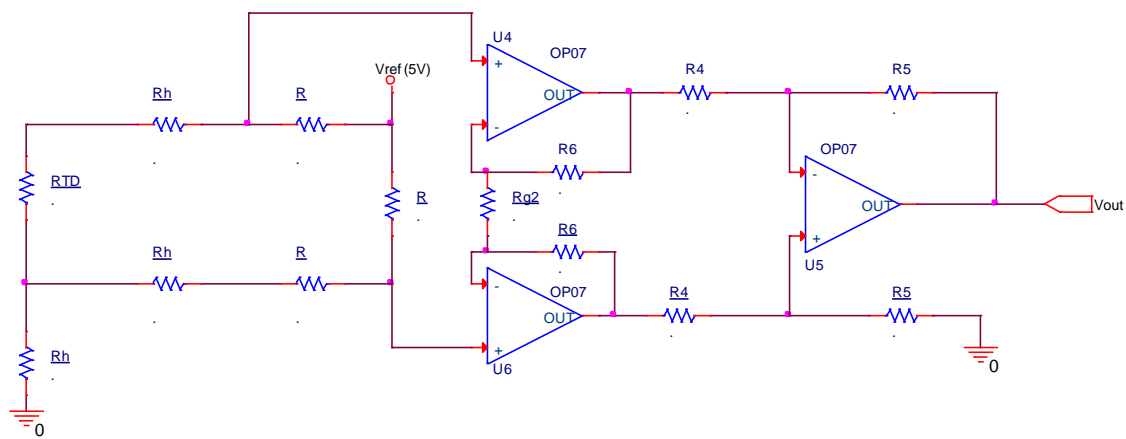 U4
OP07
+
OUT
-
Vref (5V)
R4
R5
Rh
R
R6
OP07
-
OUT
+
U5
Vout
RTD
R
Rg2
Rh
R
R6
OP07
-
OUT
+
U6
R4
R5
Rh
0
0